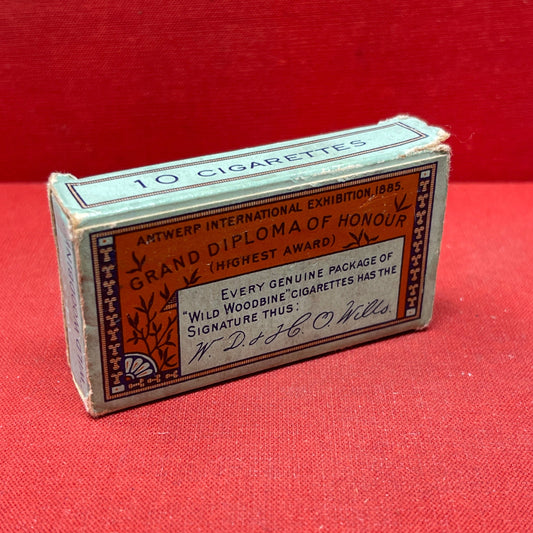 10 CIGARETTES
ANTWERP INTERNATIONAL EXHIBITION, 1885.
GRAND DIPLOMA OF HONOUR
(HIGHEST AWARD)
EVERY GENUINE PACKAGE OF
"WILD WOODBINE" CIGARETTES HAS THE
SIGNATURE THUS:
W. D. & H. O. Wills.